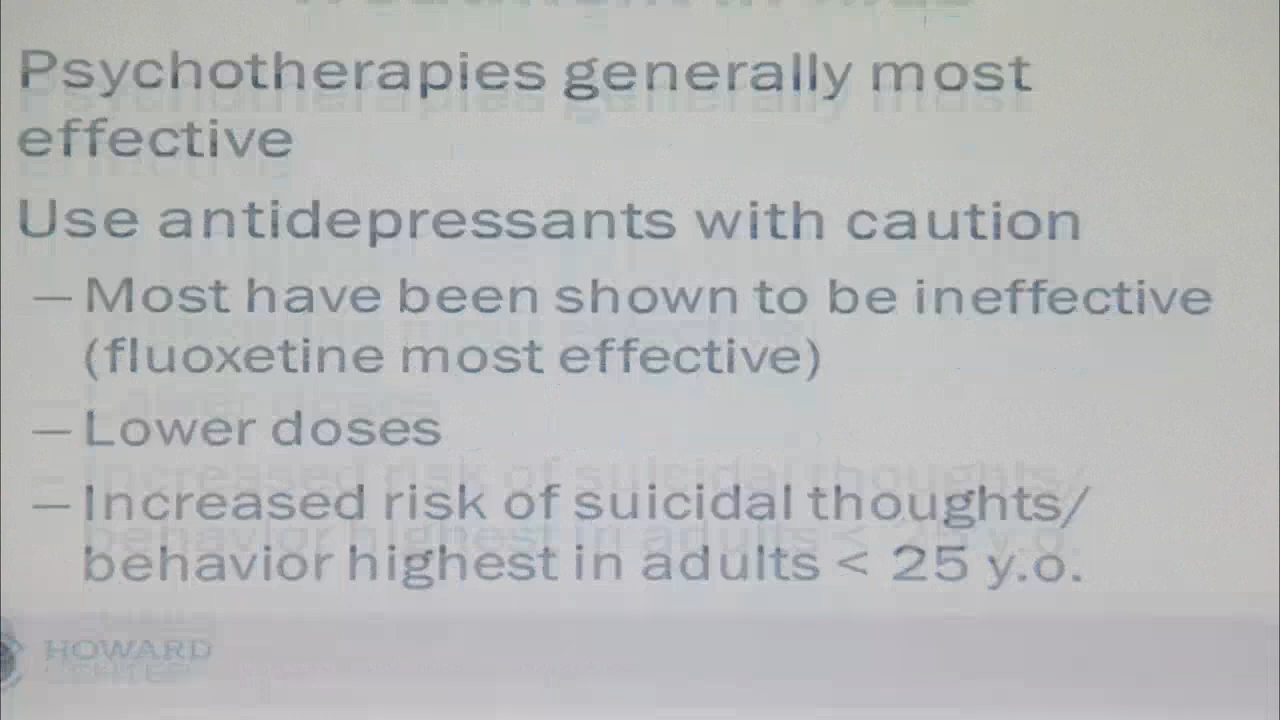 Psychotherapies generally most
effective
Use antidepressants with caution
— Most have been shown to be ineffective
(fluoxetine most effective)
— Lower doses
— Increased risk of suicidal thoughts/
behavior highest in adults < 25 y.o.
HOWARD
CENTER